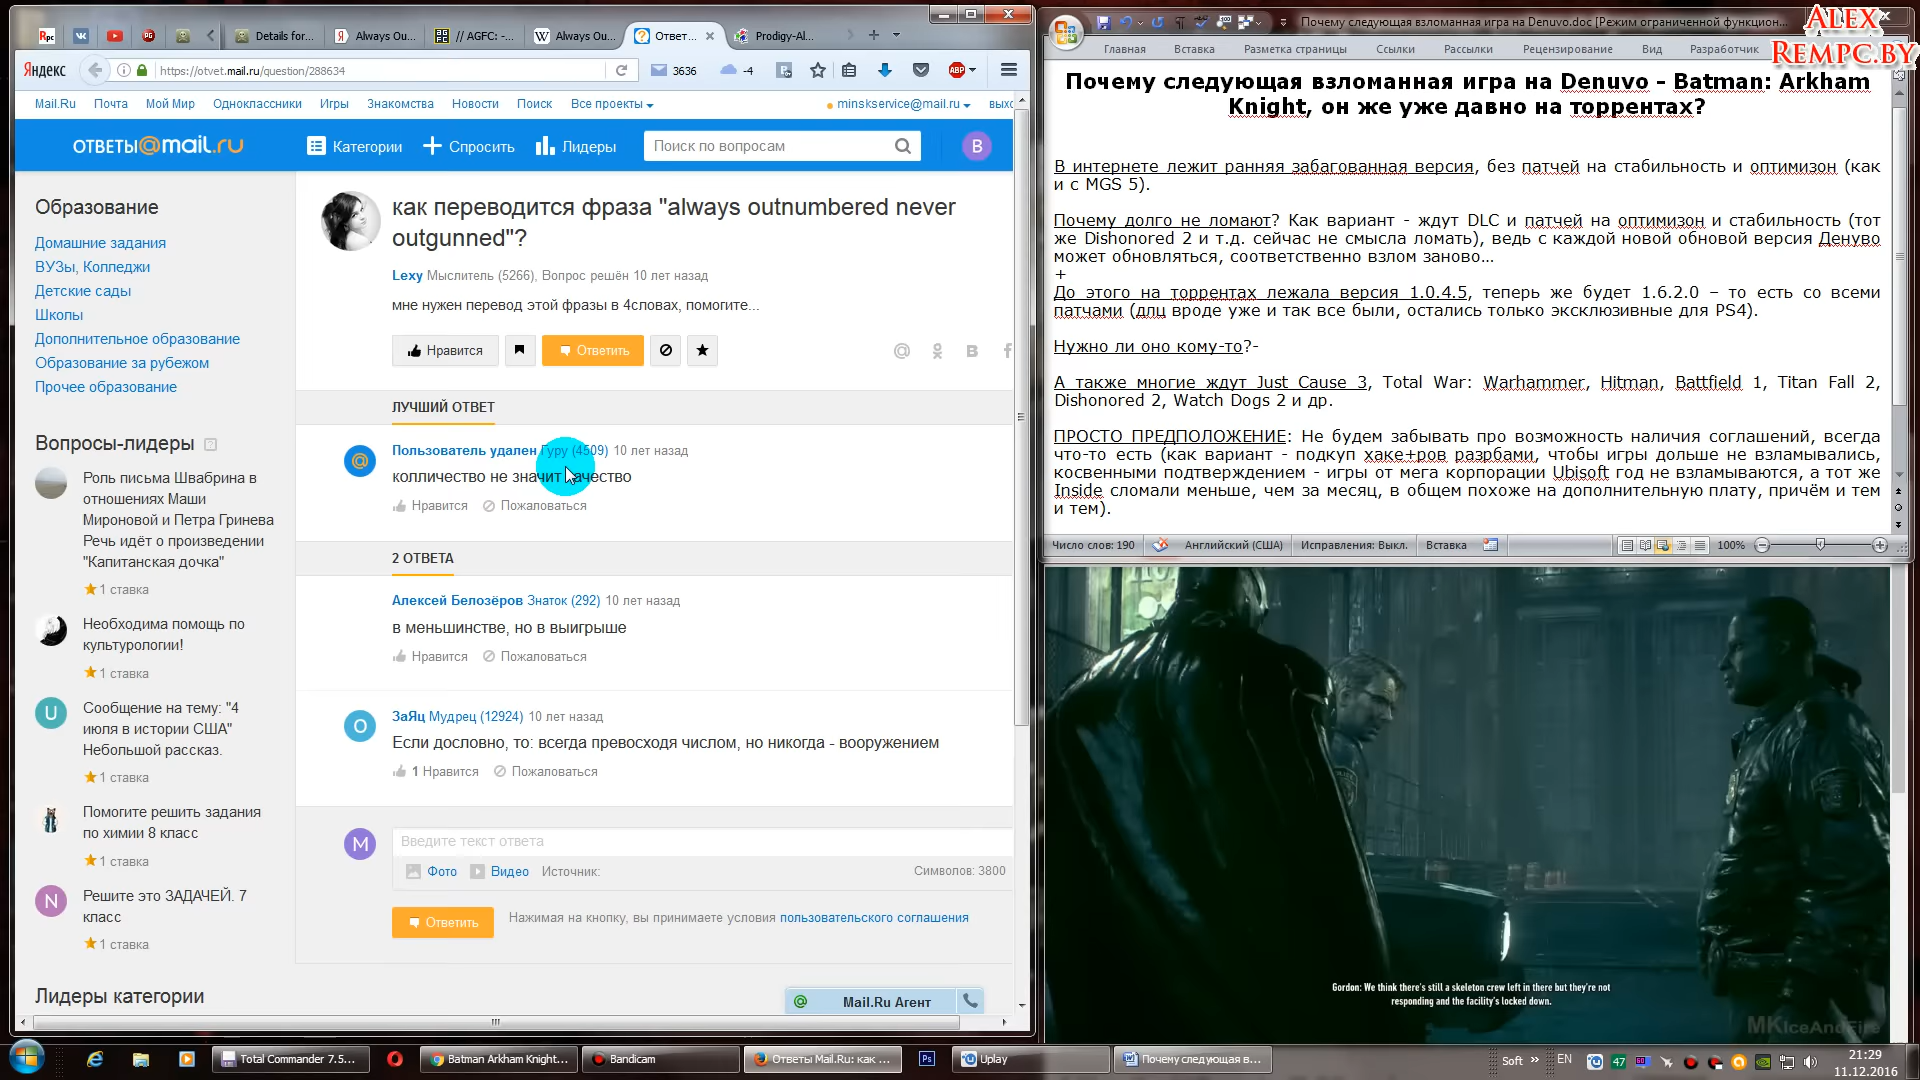 Details for...
Always Ou...
// AGFC: -...
Always Ou...
Ответ...
Prodigy-Al...
Яндекс
https://otvet.mail.ru/question/288634
3636
-4
ABP
Mail.Ru Почта Мой Мир Одноклассники Игры Знакомства Новости Поиск Все проекты
minskservice@mail.ru
ответы@mail.ru
Категории
Спросить
Лидеры
Поиск по вопросам
B
Образование
Домашние задания
ВУЗы, Колледжи
Детские сады
Школы
Дополнительное образование
Образование за рубежом
Прочее образование
Вопросы-лидеры
Роль письма Швабрина в
отношениях Маши
Мироновой и Петра Гринева
Речь идёт о произведении
"Капитанская дочка"
1 ставка
Необходима помощь по
культурологии!
1 ставка
U
Сообщение на тему: "4
июля в истории США"
Небольшой рассказ.
1 ставка
Помогите решить задания
по химии 8 класс
1 ставка
N
Решите это ЗАДАЧЕЙ. 7
класс
1 ставка
Лидеры категории
как переводится фраза "always outnumbered never
outgunned"?
Lexy Мыслитель (5266), Вопрос решён 10 лет назад
мне нужен перевод этой фразы в 4словах, помогите...
Нравится
Ответить
ЛУЧШИЙ ОТВЕТ
Пользователь удален Гуру (4509) 10 лет назад
колличество не значит качество
Нравится Пожаловаться
2 ОТВЕТА
Алексей Белозёров Знаток (292) 10 лет назад
в меньшинстве, но в выигрыше
Нравится Пожаловаться
О
ЗаЯц Мудрец (12924) 10 лет назад
Если дословно, то: всегда превосходя числом, но никогда - вооружением
1 Нравится Пожаловаться
M
Введите текст ответа
Фото Видео Источник: Символов: 3800
Ответить
Нажимая на кнопку, вы принимаете условия пользовательского соглашения
Mail.Ru Агент
Почему следующая взломанная игра на Denuvo.doc [Режим ограниченной функцион...
Alex
Rempc.by
Главная Вставка Разметка страницы Ссылки Рассылки Рецензирование Вид Разработчик
Почему следующая взломанная игра на Denuvo - Batman: Arkham
Knight, он же уже давно на торрентах?
В интернете лежит ранняя забагованная версия, без патчей на стабильность и оптимизон (как
и с MGS 5).
Почему долго не ломают? Как вариант - ждут DLC и патчей на оптимизон и стабильность (тот
же Dishonored 2 и т.д. сейчас не смысла ломать), ведь с каждой новой обновой версия Денуво
может обновляться, соответственно взлом заново...
+
До этого на торрентах лежала версия 1.0.4.5, теперь же будет 1.6.2.0 – то есть со всеми
патчами (длц вроде уже и так все были, остались только эксклюзивные для PS4).
Нужно ли оно кому-то?-
А также многие ждут Just Cause 3, Total War: Warhammer, Hitman, Battfield 1, Titan Fall 2,
Dishonored 2, Watch Dogs 2 и др.
ПРОСТО ПРЕДПОЛОЖЕНИЕ: Не будем забывать про возможность наличия соглашений, всегда
что-то есть (как вариант - подкуп хаке+ров разрбами, чтобы игры дольше не взламывались,
косвенными подтверждением - игры от мега корпорации Ubisoft год не взламываются, а тот же
Inside сломали меньше, чем за месяц, в общем похоже на дополнительную плату, причём и тем
и тем).
Число слов: 190 Английский (США) Исправления: Выкл. Вставка 100%
Gordon: We think there's still a skeleton crew left in there but they're not
responding and the facility's locked down.
MKIceAndFire
Total Commander 7.5...
Batman Arkham Knight...
Bandicam
Ответы Mail.Ru: как ...
Ps
Uplay
Почему следующая в...
Soft
EN
47
21:29
11.12.2016